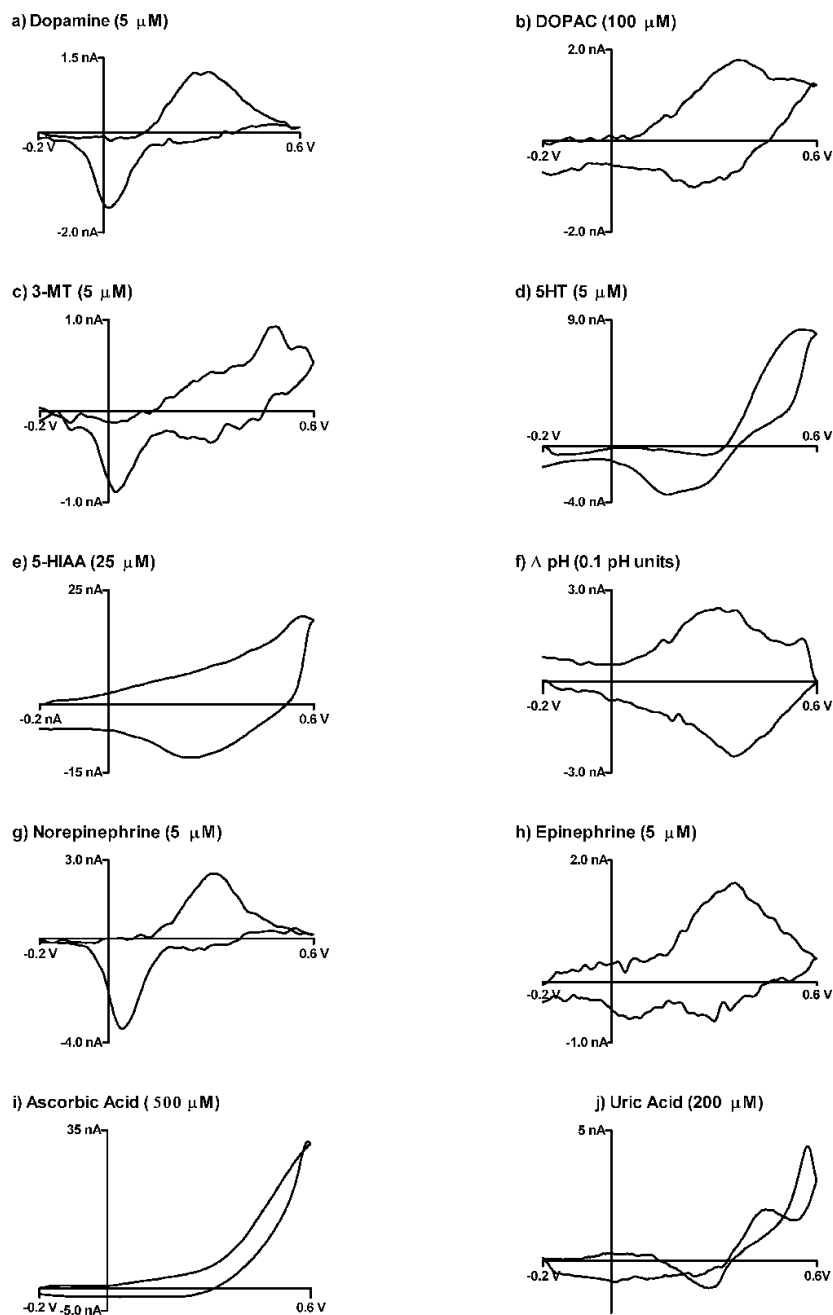 a) Dopamine (5 μM)
1.5 nA
-0.2 V
0.6 V
-2.0 nA
b) DOPAC (100 μM)
2.0 nA
-0.2 V
0.6 V
-2.0 nA
c) 3-MT (5 μM)
1.0 nA
-0.2 V
0.6 V
-1.0 nA
d) 5HT (5 μM)
9.0 nA
-0.2 V
0.6 V
-4.0 nA
e) 5-HIAA (25 μM)
25 nA
-0.2 nA
0.6 V
-15 nA
f) Λ pH (0.1 pH units)
3.0 nA
-0.2 V
0.6 V
-3.0 nA
g) Norepinephrine (5 μM)
3.0 nA
-0.2 V
0.6 V
-4.0 nA
h) Epinephrine (5 μM)
2.0 nA
-0.2 V
0.6 V
-1.0 nA
i) Ascorbic Acid ( 500 μM)
35 nA
-0.2 V
0.6 V
-5.0 nA
j) Uric Acid (200 μM)
5 nA
-0.2 V
0.6 V